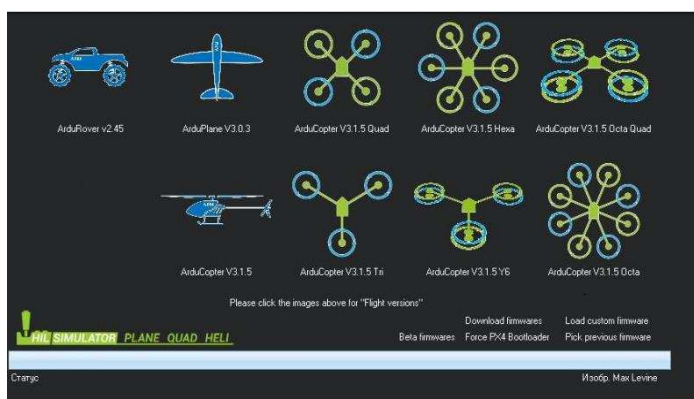 ArduRover v2.45
ArduPlane V3.0.3
ArduCopter V3.1.5 Quad
ArduCopter V3.1.5 Hexa
ArduCopter V3.1.5 Octa Quad
ArduCopter V3.1.5
ArduCopter V3.1.5 Tri
ArduCopter V3.1.5 Y6
ArduCopter V3.1.5 Octa
Please click the images above for "Flight versions"
Download firmwares
Load custom firmware
HIL SIMULATOR PLANE QUAD HELI
Beta firmwares
Force PX4 Bootloader
Pick previous firmware
Статус
Изобр. Max Levine